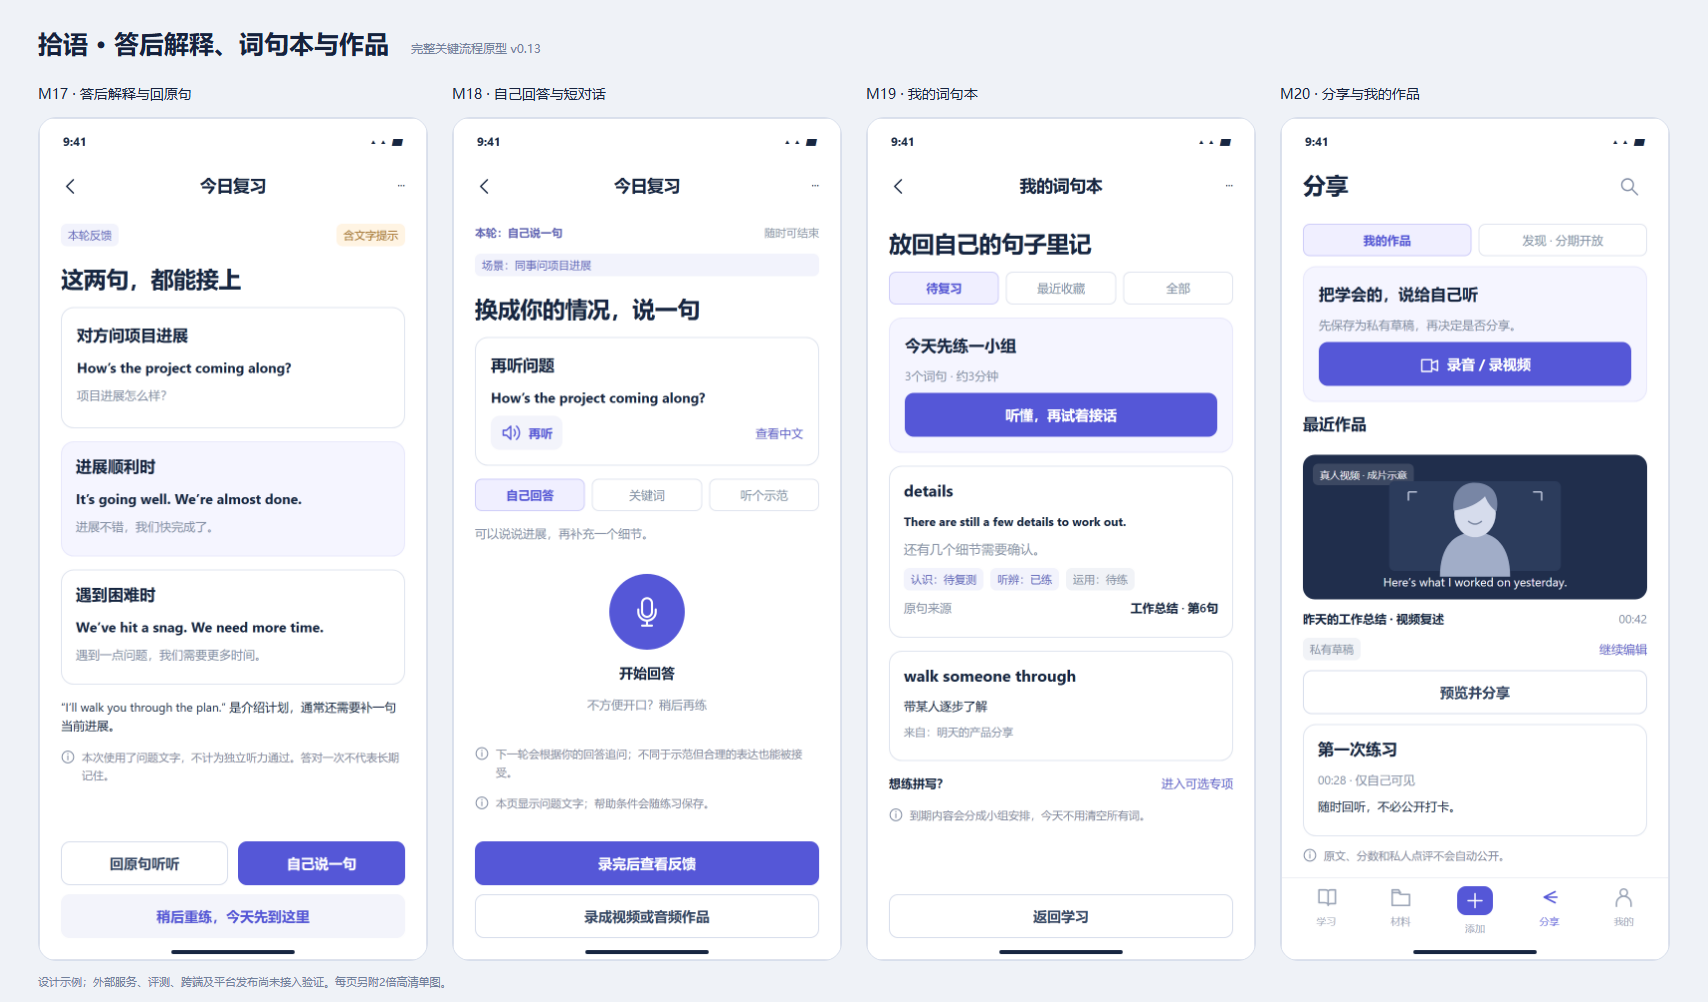 拾语 · 答后解释、词句本与作品
完整关键流程原型 v0.13
M17 · 答后解释与回原句
9:41
今日复习
本轮反馈
含文字提示
这两句，都能接上
对方问项目进展
How's the project coming along?
项目进展怎么样？
进展顺利时
It's going well. We're almost done.
进展不错，我们快完成了。
遇到困难时
We've hit a snag. We need more time.
遇到一点问题，我们需要更多时间。
“I'll walk you through the plan.” 是介绍计划，通常还需要补一句
当前进展。
本次使用了问题文字，不计为独立听力通过。答对一次不代表长期
记住。
回原句听听
自己说一句
稍后重练，今天先到这里
M18 · 自己回答与短对话
9:41
今日复习
本轮：自己说一句
随时可结束
场景：同事问项目进展
换成你的情况，说一句
再听问题
How's the project coming along?
再听
查看中文
自己回答
关键词
听个示范
可以说说进展，再补充一个细节。
开始回答
不方便开口？稍后再练
下一轮会根据你的回答追问；不同于示范但合理的表达也能被接
受。
本页显示问题文字；帮助条件会随练习保存。
录完后查看反馈
录成视频或音频作品
M19 · 我的词句本
9:41
我的词句本
放回自己的句子里记
待复习
最近收藏
全部
今天先练一小组
3个词句 · 约3分钟
听懂，再试着接话
details
There are still a few details to work out.
还有几个细节需要确认。
认识：待复测
听辨：已练
运用：待练
原句来源
工作总结 · 第6句
walk someone through
带某人逐步了解
来自：明天的产品分享
想练拼写？
进入可选专项
到期内容会分成小组安排，今天不用清空所有词。
返回学习
M20 · 分享与我的作品
9:41
分享
我的作品
发现 · 分期开放
把学会的，说给自己听
先保存为私有草稿，再决定是否分享。
录音 / 录视频
最近作品
真人视频 · 成片示意
Here's what I worked on yesterday.
昨天的工作总结 · 视频复述
00:42
私有草稿
继续编辑
预览并分享
第一次练习
00:28 · 仅自己可见
随时回听，不必公开打卡。
原文、分数和私人点评不会自动公开。
学习
材料
添加
分享
我的
设计示例；外部服务、评测、跨端及平台发布尚未接入验证。每页另附2倍高清单图。